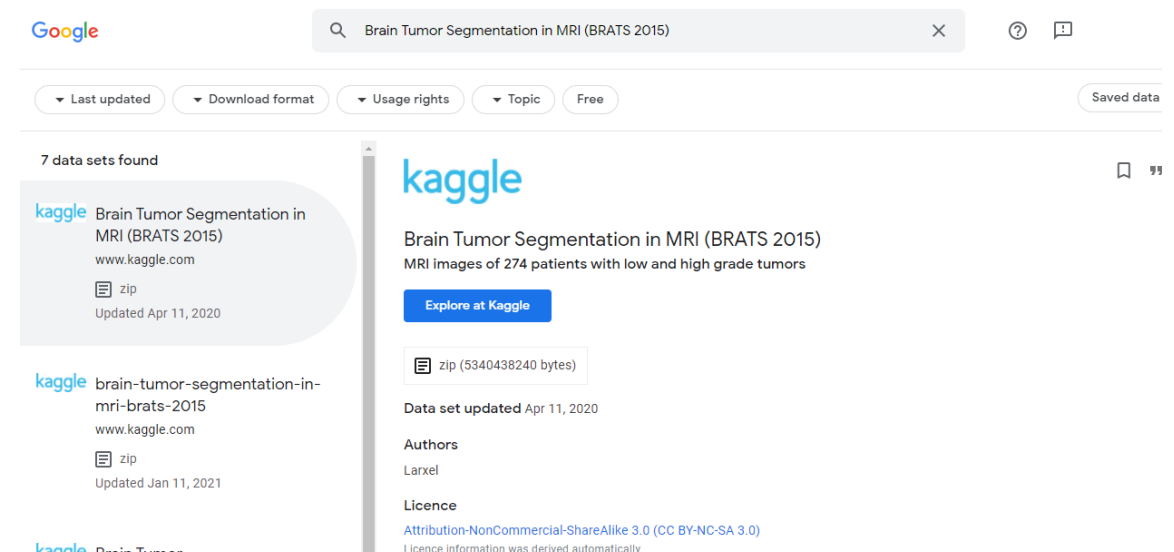 Google
Brain Tumor Segmentation in MRI (BRATS 2015)
Last updated
Download format
Usage rights
Topic
Free
Saved data
7 data sets found
kaggle
Brain Tumor Segmentation in
MRI (BRATS 2015)
www.kaggle.com
zip
Updated Apr 11, 2020
kaggle
brain-tumor-segmentation-in-
mri-brats-2015
www.kaggle.com
zip
Updated Jan 11, 2021
kaggle
Brain Tumor
kaggle
Brain Tumor Segmentation in MRI (BRATS 2015)
MRI images of 274 patients with low and high grade tumors
Explore at Kaggle
zip (5340438240 bytes)
Data set updated Apr 11, 2020
Authors
Larxel
Licence
Attribution-NonCommercial-ShareAlike 3.0 (CC BY-NC-SA 3.0)
Licence information was derived automatically